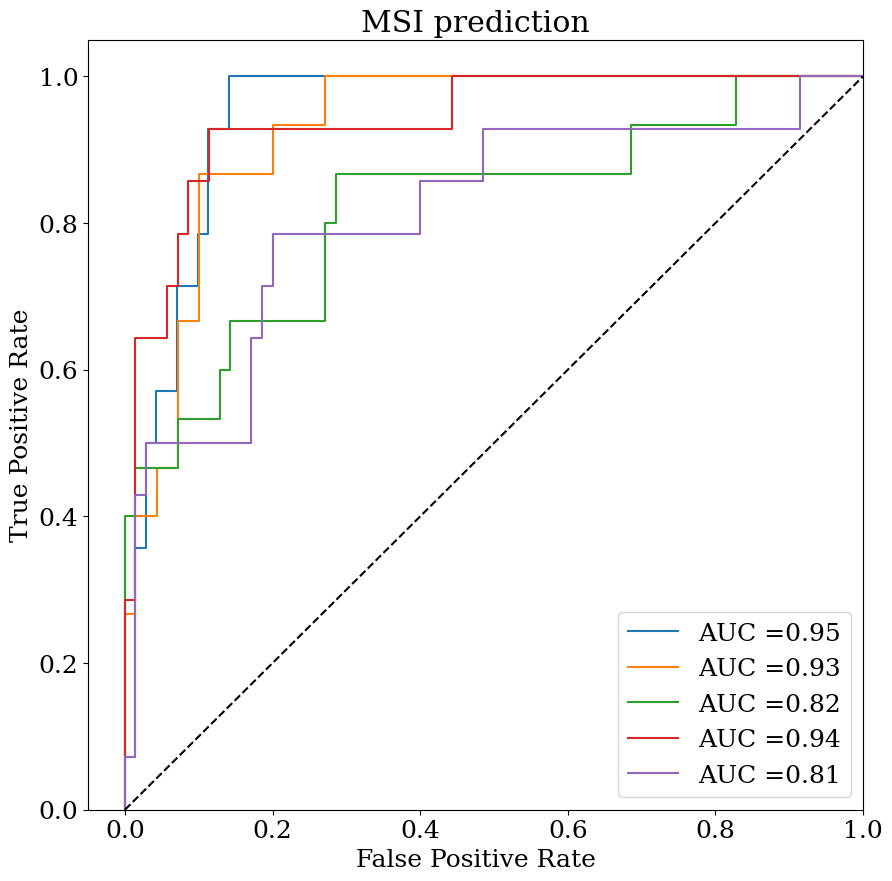 MSI prediction
True Positive Rate
1.0
0.8
0.6
0.4
0.2
0.0
AUC =0.95
AUC =0.93
AUC =0.82
AUC =0.94
AUC =0.81
0.0 0.2 0.4 0.6 0.8 1.0
False Positive Rate